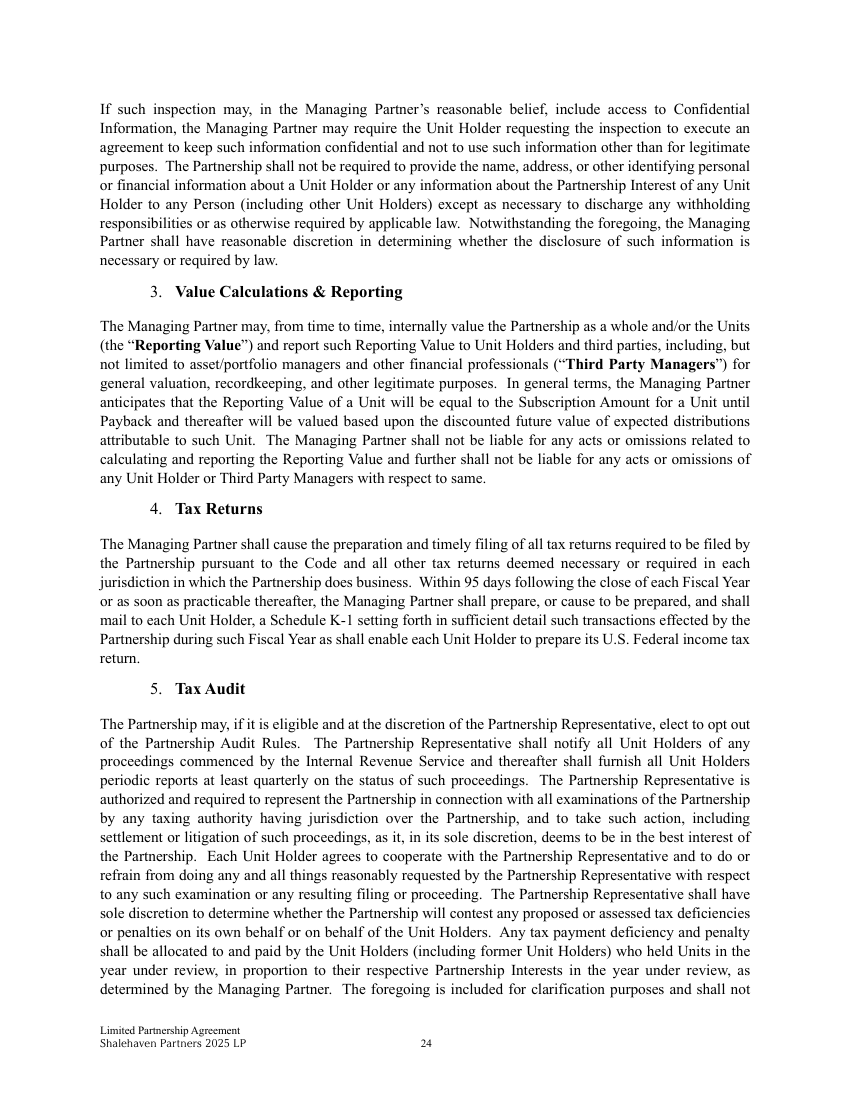 If such inspection may, in the Managing Partner’s reasonable belief, include access to Confidential
Information, the Managing Partner may require the Unit Holder requesting the inspection to execute an
agreement to keep such information confidential and not to use such information other than for legitimate
purposes.  The Partnership shall not be required to provide the name, address, or other identifying personal
or financial information about a Unit Holder or any information about the Partnership Interest of any Unit
Holder to any Person (including other Unit Holders) except as necessary to discharge any withholding
responsibilities or as otherwise required by applicable law.  Notwithstanding the foregoing, the Managing
Partner shall have reasonable discretion in determining whether the disclosure of such information is
necessary or required by law.
3. Value Calculations & Reporting
The Managing Partner may, from time to time, internally value the Partnership as a whole and/or the Units
(the “Reporting Value”) and report such Reporting Value to Unit Holders and third parties, including, but
not limited to asset/portfolio managers and other financial professionals (“Third Party Managers”) for
general valuation, recordkeeping, and other legitimate purposes.  In general terms, the Managing Partner
anticipates that the Reporting Value of a Unit will be equal to the Subscription Amount for a Unit until
Payback and thereafter will be valued based upon the discounted future value of expected distributions
attributable to such Unit.  The Managing Partner shall not be liable for any acts or omissions related to
calculating and reporting the Reporting Value and further shall not be liable for any acts or omissions of
any Unit Holder or Third Party Managers with respect to same.
4. Tax Returns
The Managing Partner shall cause the preparation and timely filing of all tax returns required to be filed by
the Partnership pursuant to the Code and all other tax returns deemed necessary or required in each
jurisdiction in which the Partnership does business.  Within 95 days following the close of each Fiscal Year
or as soon as practicable thereafter, the Managing Partner shall prepare, or cause to be prepared, and shall
mail to each Unit Holder, a Schedule K-1 setting forth in sufficient detail such transactions effected by the
Partnership during such Fiscal Year as shall enable each Unit Holder to prepare its U.S. Federal income tax
return.
5. Tax Audit
The Partnership may, if it is eligible and at the discretion of the Partnership Representative, elect to opt out
of the Partnership Audit Rules.  The Partnership Representative shall notify all Unit Holders of any
proceedings commenced by the Internal Revenue Service and thereafter shall furnish all Unit Holders
periodic reports at least quarterly on the status of such proceedings.  The Partnership Representative is
authorized and required to represent the Partnership in connection with all examinations of the Partnership
by any taxing authority having jurisdiction over the Partnership, and to take such action, including
settlement or litigation of such proceedings, as it, in its sole discretion, deems to be in the best interest of
the Partnership.  Each Unit Holder agrees to cooperate with the Partnership Representative and to do or
refrain from doing any and all things reasonably requested by the Partnership Representative with respect
to any such examination or any resulting filing or proceeding.  The Partnership Representative shall have
sole discretion to determine whether the Partnership will contest any proposed or assessed tax deficiencies
or penalties on its own behalf or on behalf of the Unit Holders.  Any tax payment deficiency and penalty
shall be allocated to and paid by the Unit Holders (including former Unit Holders) who held Units in the
year under review, in proportion to their respective Partnership Interests in the year under review, as
determined by the Managing Partner.  The foregoing is included for clarification purposes and shall not
Limited Partnership Agreement
Shalehaven Partners 2025 LP 24